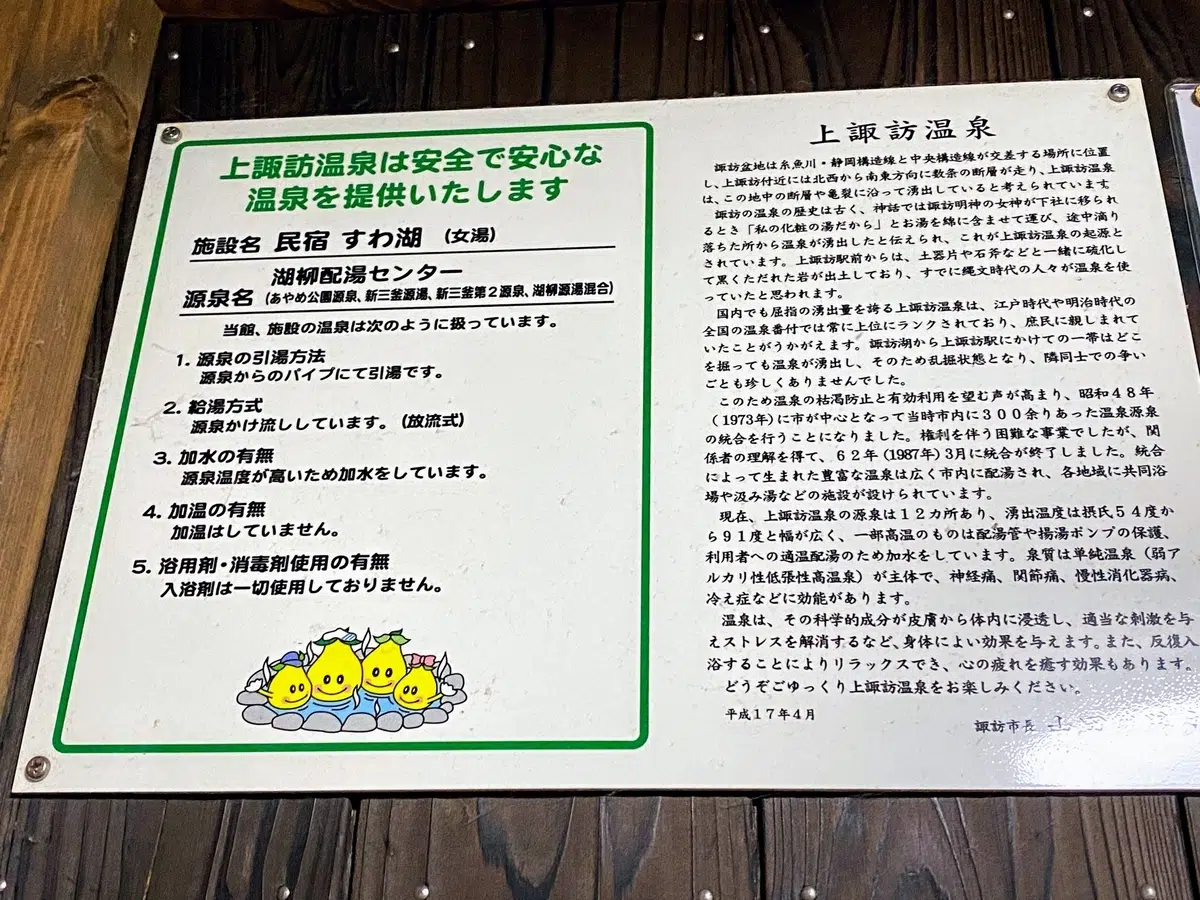 上諏訪温泉は安全で安心な
温泉を提供いたします
施設名 民宿 すわ湖 (女湯)
湖柳配湯センター
源泉名 (あやめ公園源泉、新三釜源湯、新三釜第2源泉、湖柳源湯混合)
当館、施設の温泉は次のように扱っています。
1. 源泉の引湯方法
源泉からのパイプにて引湯です。
2. 給湯方式
源泉かけ流ししています。(放流式)
3. 加水の有無
源泉温度が高いため加水をしています。
4. 加温の有無
加温はしていません。
5. 浴用剤・消毒剤使用の有無
入浴剤は一切使用しておりません。
上諏訪温泉
諏訪盆地は糸魚川・静岡構造線と中央構造線が交差する場所に位置
し、上諏訪付近には北西から南東方向に数条の断層が走り、上諏訪温泉
は、この地中の断層や亀裂に沿って湧出していると考えられています
諏訪の温泉の歴史は古く、神話では諏訪明神の女神が下社に移られ
るとき「私の化粧の湯だから」とお湯を綿に含ませて運び、途中滴り
落ちた所から温泉が湧出したと伝えられ、これが上諏訪温泉の起源と
されています。上諏訪駅前からは、土器片や石斧などと一緒に硫化し
て黒くただれた岩が出土しており、すでに縄文時代の人々が温泉を使
っていたと思われます。
国内でも屈指の湧出量を誇る上諏訪温泉は、江戸時代や明治時代の
全国の温泉番付では常に上位にランクされており、庶民に親しまれて
いたことがうかがえます。諏訪湖から上諏訪駅にかけての一帯はどこ
を掘っても温泉が湧出し、そのため乱掘状態となり、隣同士での争い
ごとも珍しくありませんでした。
このため温泉の枯渇防止と有効利用を望む声が高まり、昭和48年
(1973年)に市が中心となって当時市内に300余りあった温泉源泉
の統合を行うことになりました。権利を伴う困難な事業でしたが、関
係者の理解を得て、62年(1987年)3月に統合が終了しました。統合
によって生まれた豊富な温泉は広く市内に配湯され、各地域に共同浴
場や汲み湯などの施設が設けられています。
現在、上諏訪温泉の源泉は12カ所あり、湧出温度は摂氏54度か
ら91度と幅が広く、一部高温のものは配湯管や揚湯ポンプの保護、
利用者への適温配湯のため加水をしています。泉質は単純温泉(弱ア
ルカリ性低張性高温泉)が主体で、神経痛、関節痛、慢性消化器病、
冷え症などに効能があります。
温泉は、その科学的成分が皮膚から体内に浸透し、適当な刺激を与
えストレスを解消するなど、身体によい効果を与えます。また、反復入
浴することによりリラックスでき、心の疲れを癒す効果もあります。
どうぞごゆっくり上諏訪温泉をお楽しみください。
平成17年4月
諏訪市長